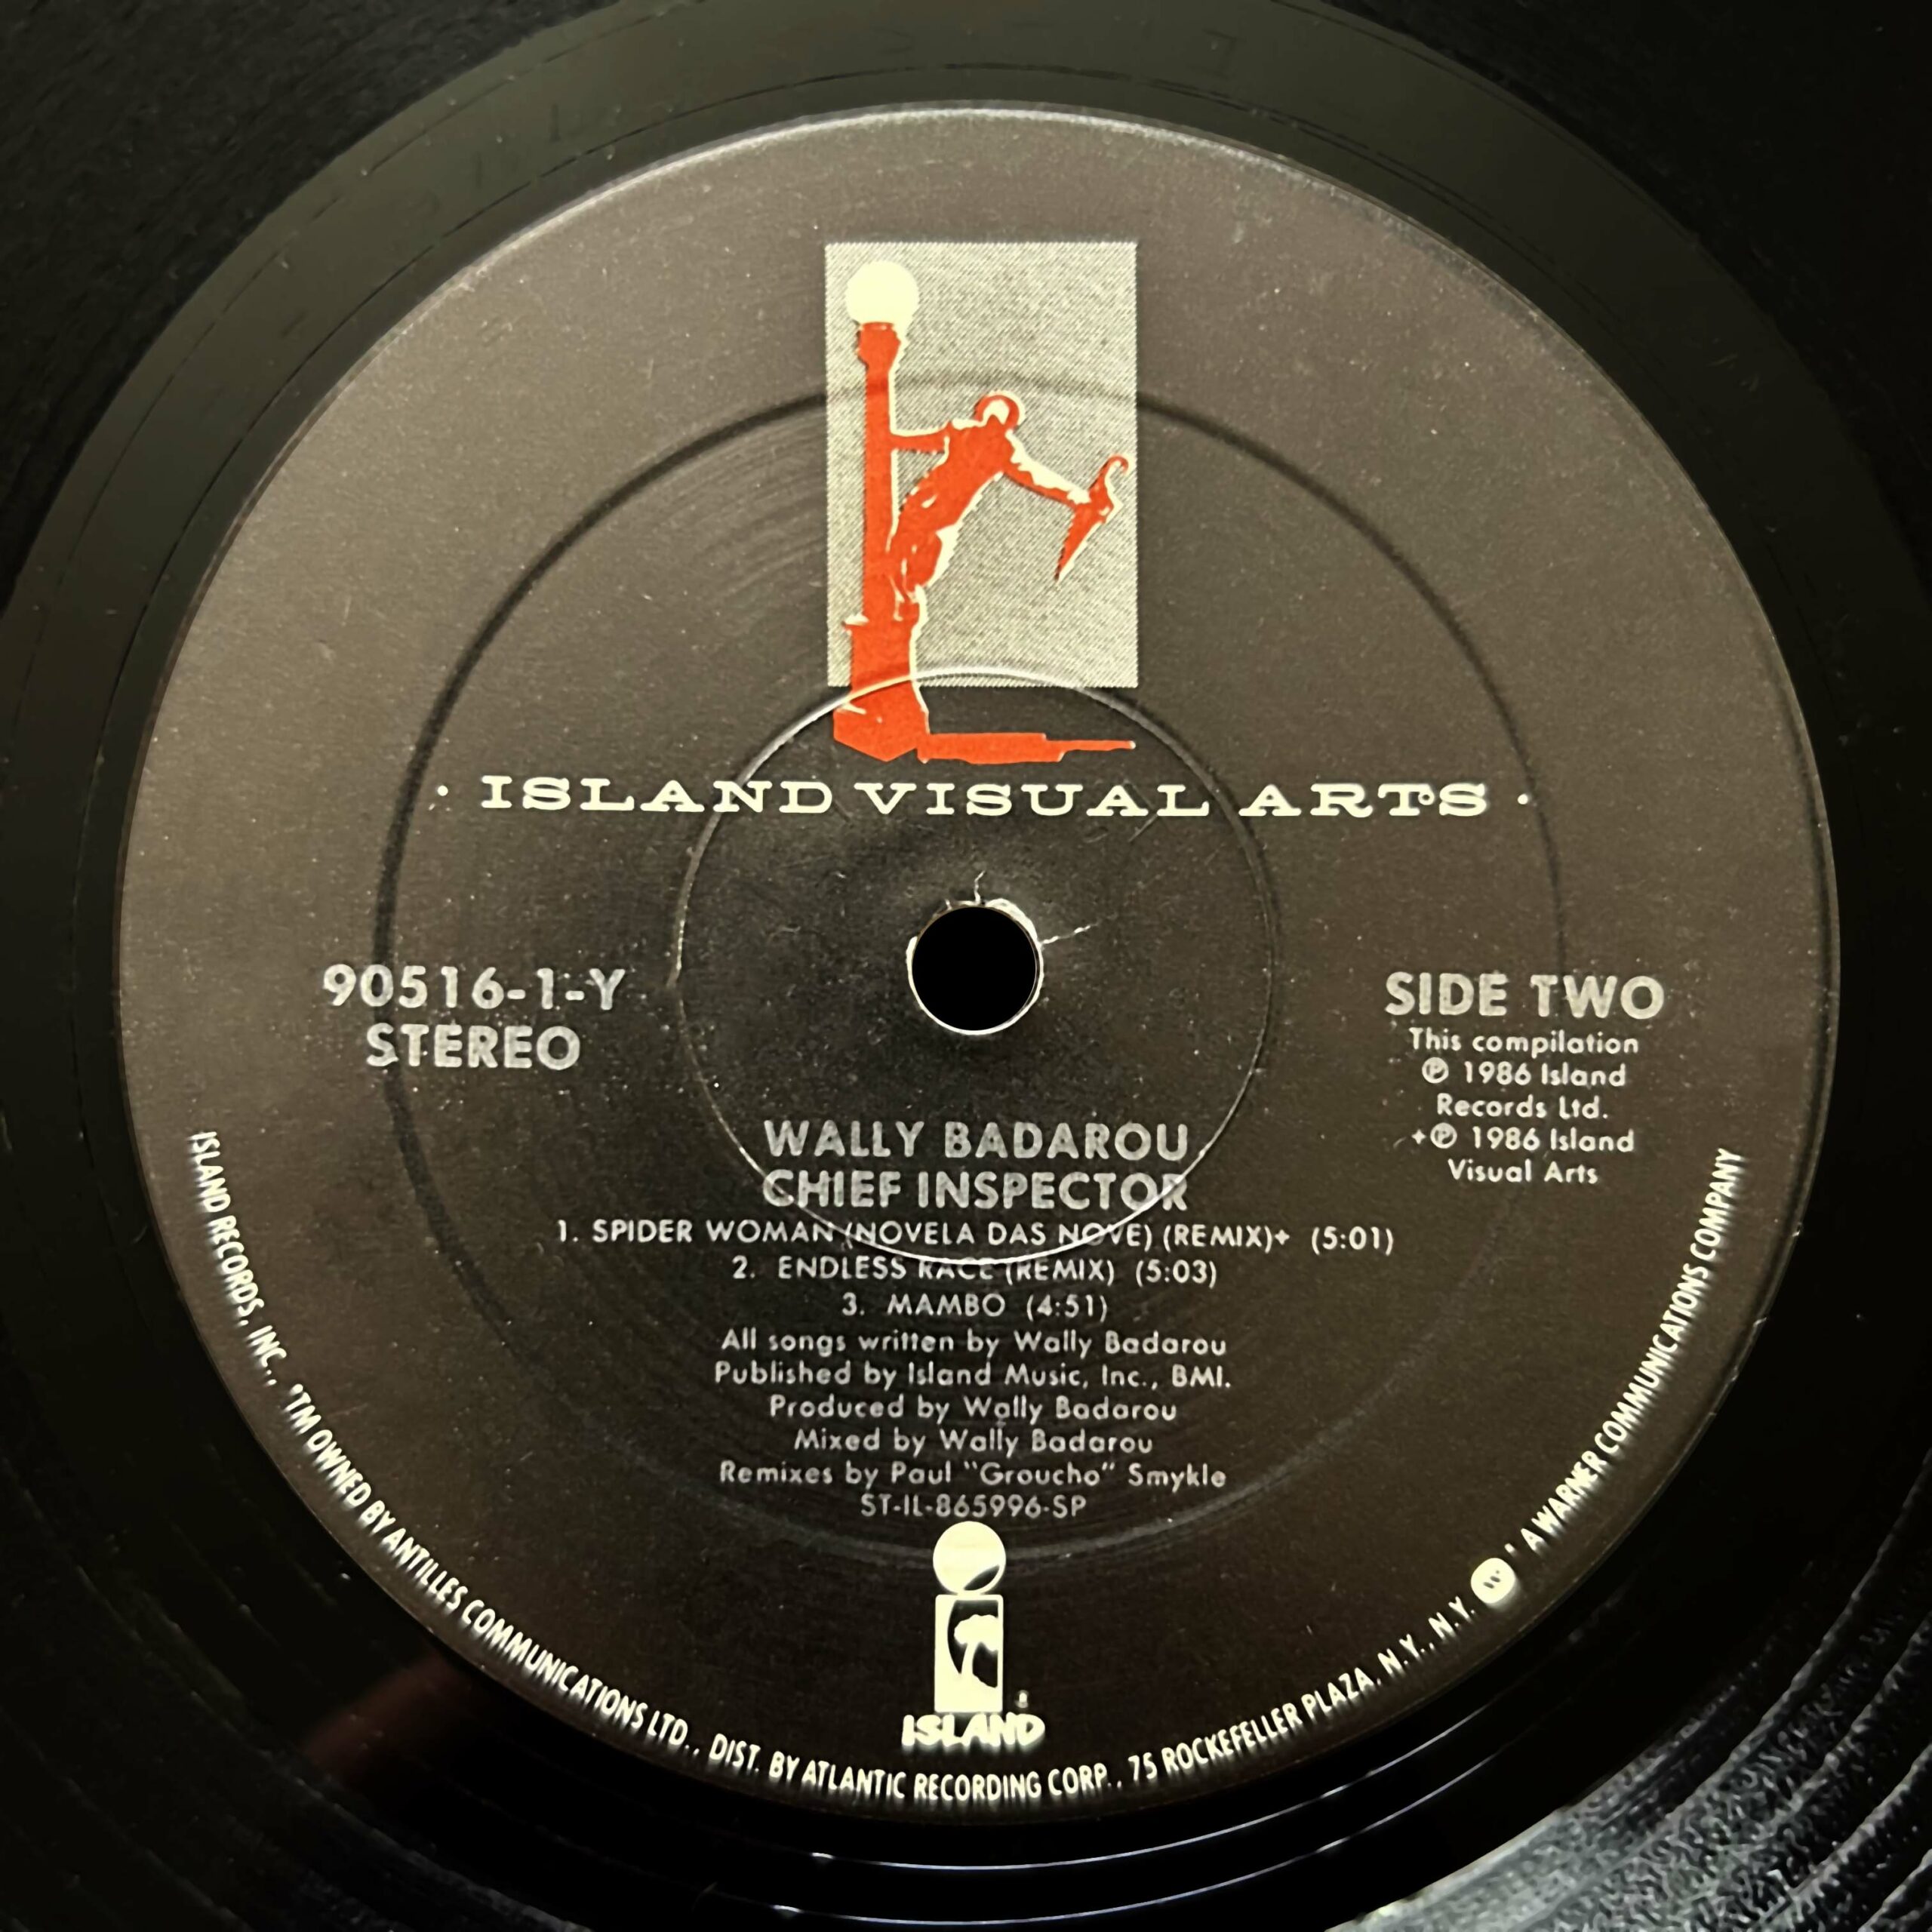 · ISLAND VISUAL ARTS ·
90516-1-Y
STEREO
SIDE TWO
This compilation
℗ 1986 Island
Records Ltd.
+℗ 1986 Island
Visual Arts
WALLY BADAROU
CHIEF INSPECTOR
1. SPIDER WOMAN (NOVELA DAS NOVE) (REMIX)+ (5:01)
2. ENDLESS RACE (REMIX) (5:03)
3. MAMBO (4:51)
All songs written by Wally Badarou
Published by Island Music, Inc., BMI.
Produced by Wally Badarou
Mixed by Wally Badarou
Remixes by Paul "Groucho" Smykle
ST-IL-865996-SP
ISLAND
ISLAND RECORDS, INC., *TM OWNED BY ANTILLES COMMUNICATIONS LTD., DIST. BY ATLANTIC RECORDING CORP., 75 ROCKEFELLER PLAZA, N.Y., N.Y. ' A WARNER COMMUNICATIONS COMPANY